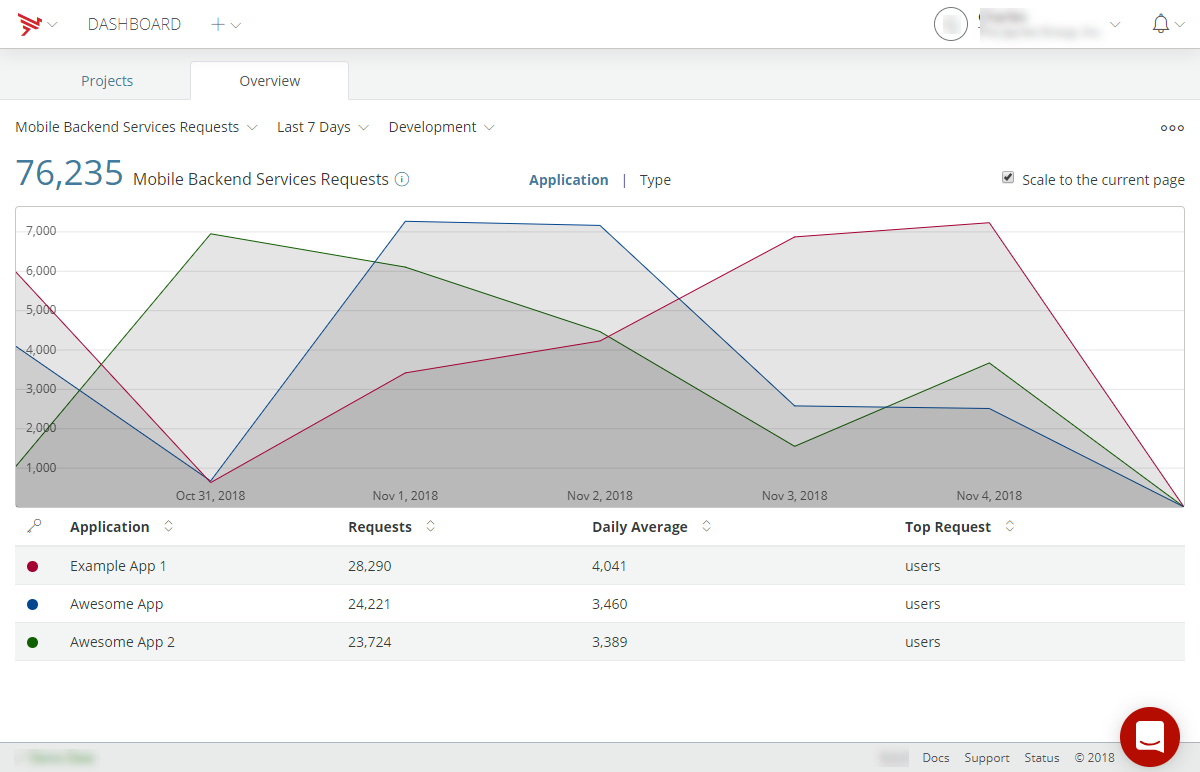 DASHBOARD
Projects
Overview
Mobile Backend Services Requests
Last 7 Days
Development
76,235 Mobile Backend Services Requests
Application | Type
Scale to the current page
7,000
6,000
5,000
4,000
3,000
2,000
1,000
Oct 31, 2018
Nov 1, 2018
Nov 2, 2018
Nov 3, 2018
Nov 4, 2018
Application Requests Daily Average Top Request
Example App 1 28,290 4,041 users
Awesome App 24,221 3,460 users
Awesome App 2 23,724 3,389 users
Docs Support Status © 2018